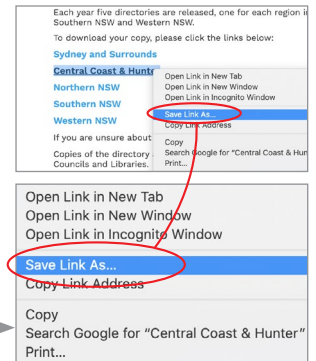 Each year five directories are released, one for each region i
Southern NSW and Western NSW.
To download your copy, please click the links below:
Sydney and Surrounds
Central Coast & Hunte
Northern NSW
Southern NSW
Western NSW
If you are unsure about
Copies of the directory
Councils and Libraries.
Open Link in New Tab
Open Link in New Window
Open Link in Incognito Window
Save Link As...
Copy Link Address
Copy
Search Google for “Central Coast & Hun
Print...
Open Link in New Tab
Open Link in New Window
Open Link in Incognito Window
Save Link As...
Copy Link Address
Copy
Search Google for “Central Coast & Hunter”
Print...